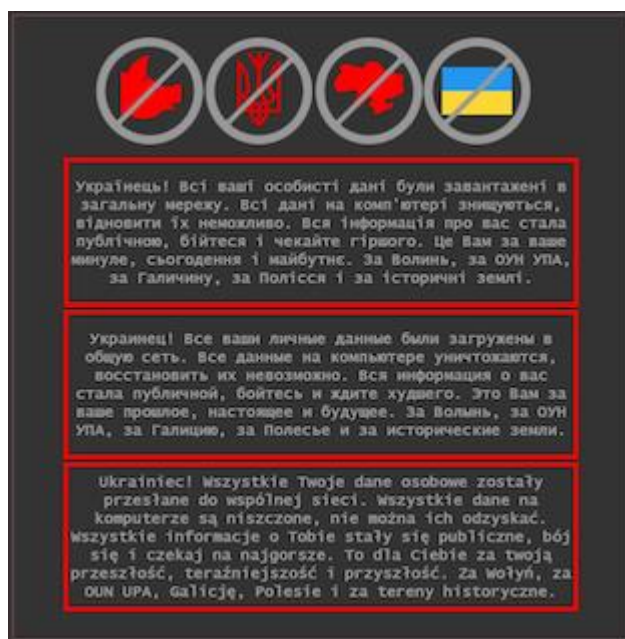 Українець! Всі ваші особисті дані були завантажені в
загальну мережу. Всі дані на комп'ютері знищуються,
відновити їх неможливо. Вся інформація про вас стала
публічною, бійтеся і чекайте гіршого. Це Вам за ваше
минуле, сьогодення і майбутнє. За Волинь, за ОУН УПА,
за Галичину, за Полісся і за історичні землі.
Украинец! Все ваши личные данные были загружены в
общую сеть. Все данные на компьютере уничтожаются,
восстановить их невозможно. Вся информация о вас
стала публичной, бойтесь и ждите худшего. Это Вам за
ваше прошлое, настоящее и будущее. За Волынь, за ОУН
УПА, за Галицию, за Полесье и за исторические земли.
Ukrainiec! Wszystkie Twoje dane osobowe zostały
przesłane do wspólnej sieci. Wszystkie dane na
komputerze są niszczone, nie można ich odzyskać.
Wszystkie informacje o Tobie stały się publiczne, bój
się i czekaj na najgorsze. To dla Ciebie za twoją
przeszłość, teraźniejszość i przyszłość. Za Wołyń, za
OUN UPA, Galicję, Polesie i za tereny historyczne.